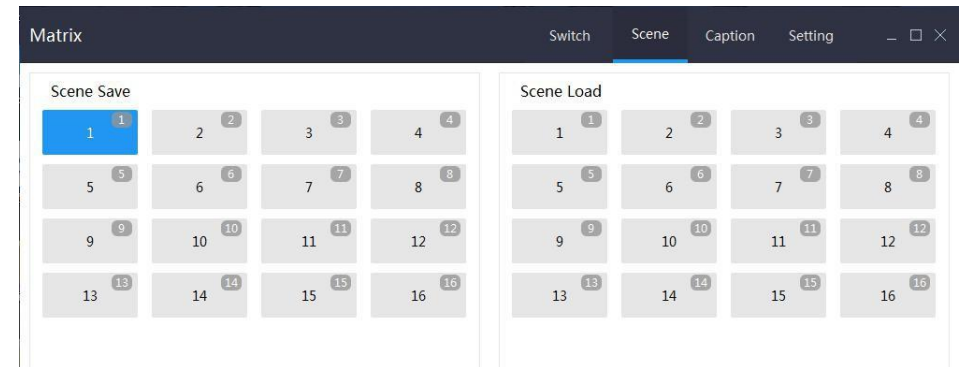 Matrix Switch Scene Caption Setting
Scene Save
1 1 2 2 3 3 4 4
5 5 6 6 7 7 8 8
9 9 10 10 11 11 12 12
13 13 14 14 15 15 16 16
Scene Load
1 1 2 2 3 3 4 4
5 5 6 6 7 7 8 8
9 9 10 10 11 11 12 12
13 13 14 14 15 15 16 16